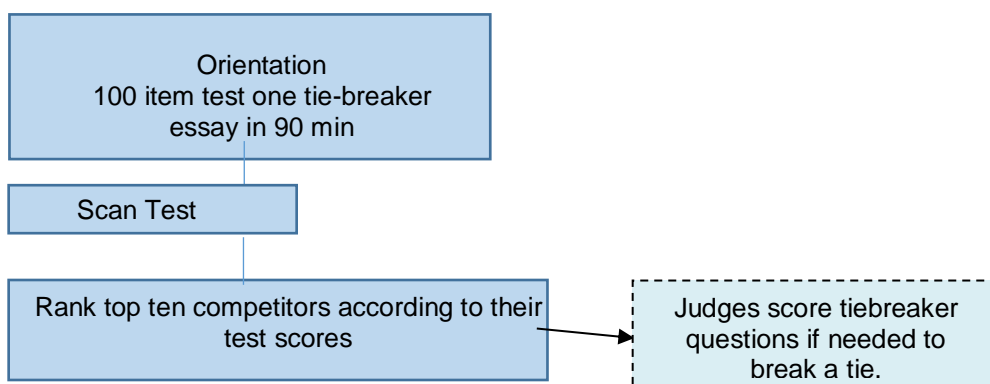 Orientation
100 item test one tie-breaker
essay in 90 min
Scan Test
Rank top ten competitors according to their
test scores
Judges score tiebreaker
questions if needed to
break a tie.